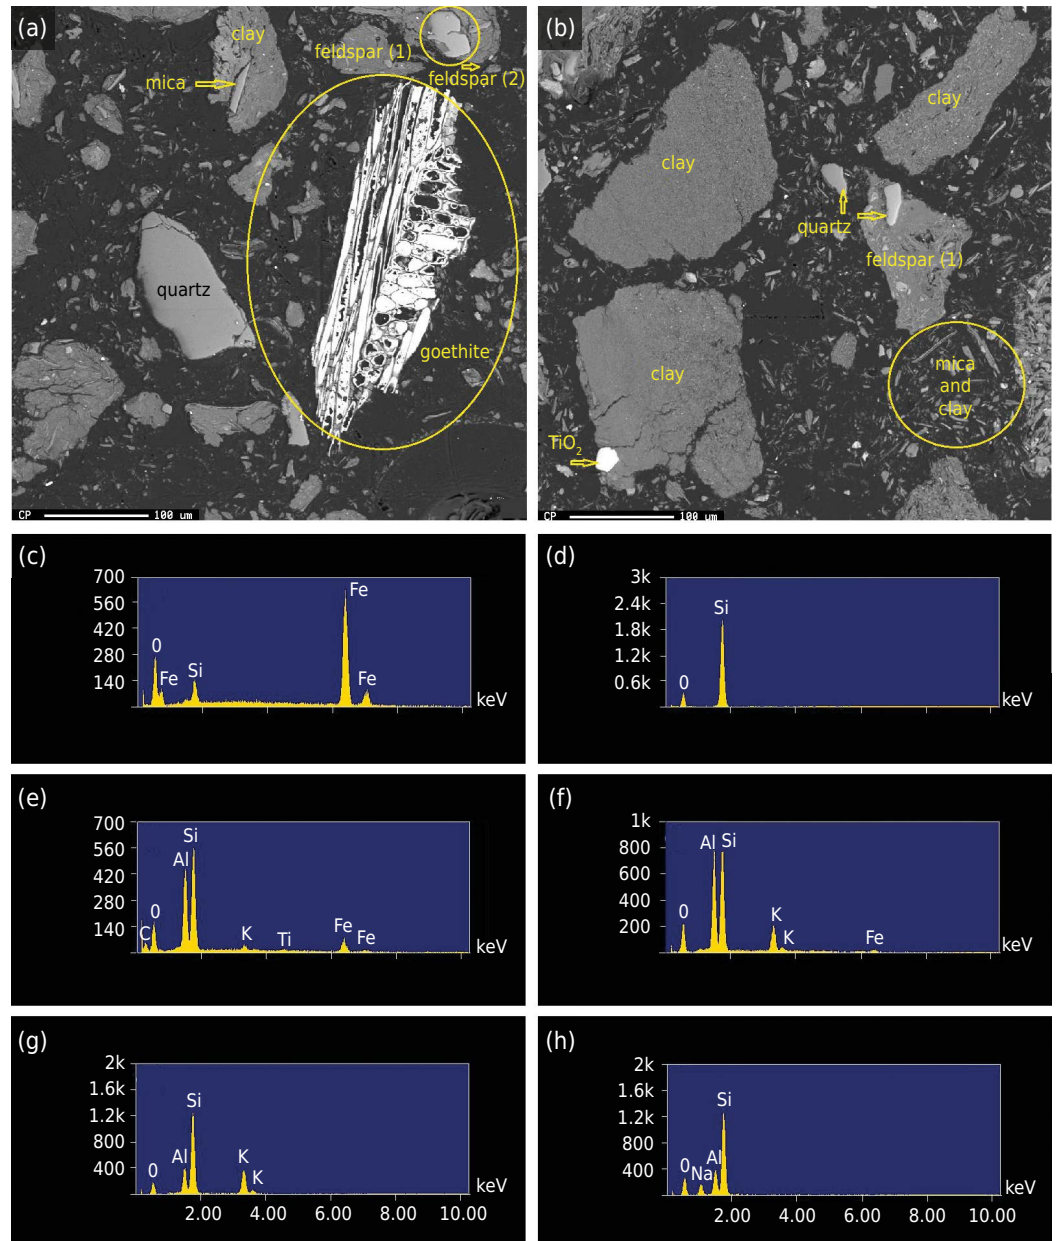 (a)
clay
feldspar (1)
mica
feldspar (2)
quartz
goethite
CP 100 um
(b)
clay
clay
quartz
feldspar (1)
clay
mica
and
clay
TiO2
CP 100 um
(c)
700
560
420
280
140
O
Fe
Si
Fe
Fe
keV
(d)
3k
2.4k
1.8k
1.2k
0.6k
O
Si
keV
(e)
700
560
420
280
140
C
O
Al
Si
K
Ti
Fe
Fe
keV
(f)
1k
800
600
400
200
O
Al
Si
K
K
Fe
keV
(g)
2k
1.6k
1.2k
800
400
O
Al
Si
K
K
keV
2.00 4.00 6.00 8.00 10.00
(h)
2k
1.6k
1.2k
800
400
O
Na
Al
Si
keV
2.00 4.00 6.00 8.00 10.00